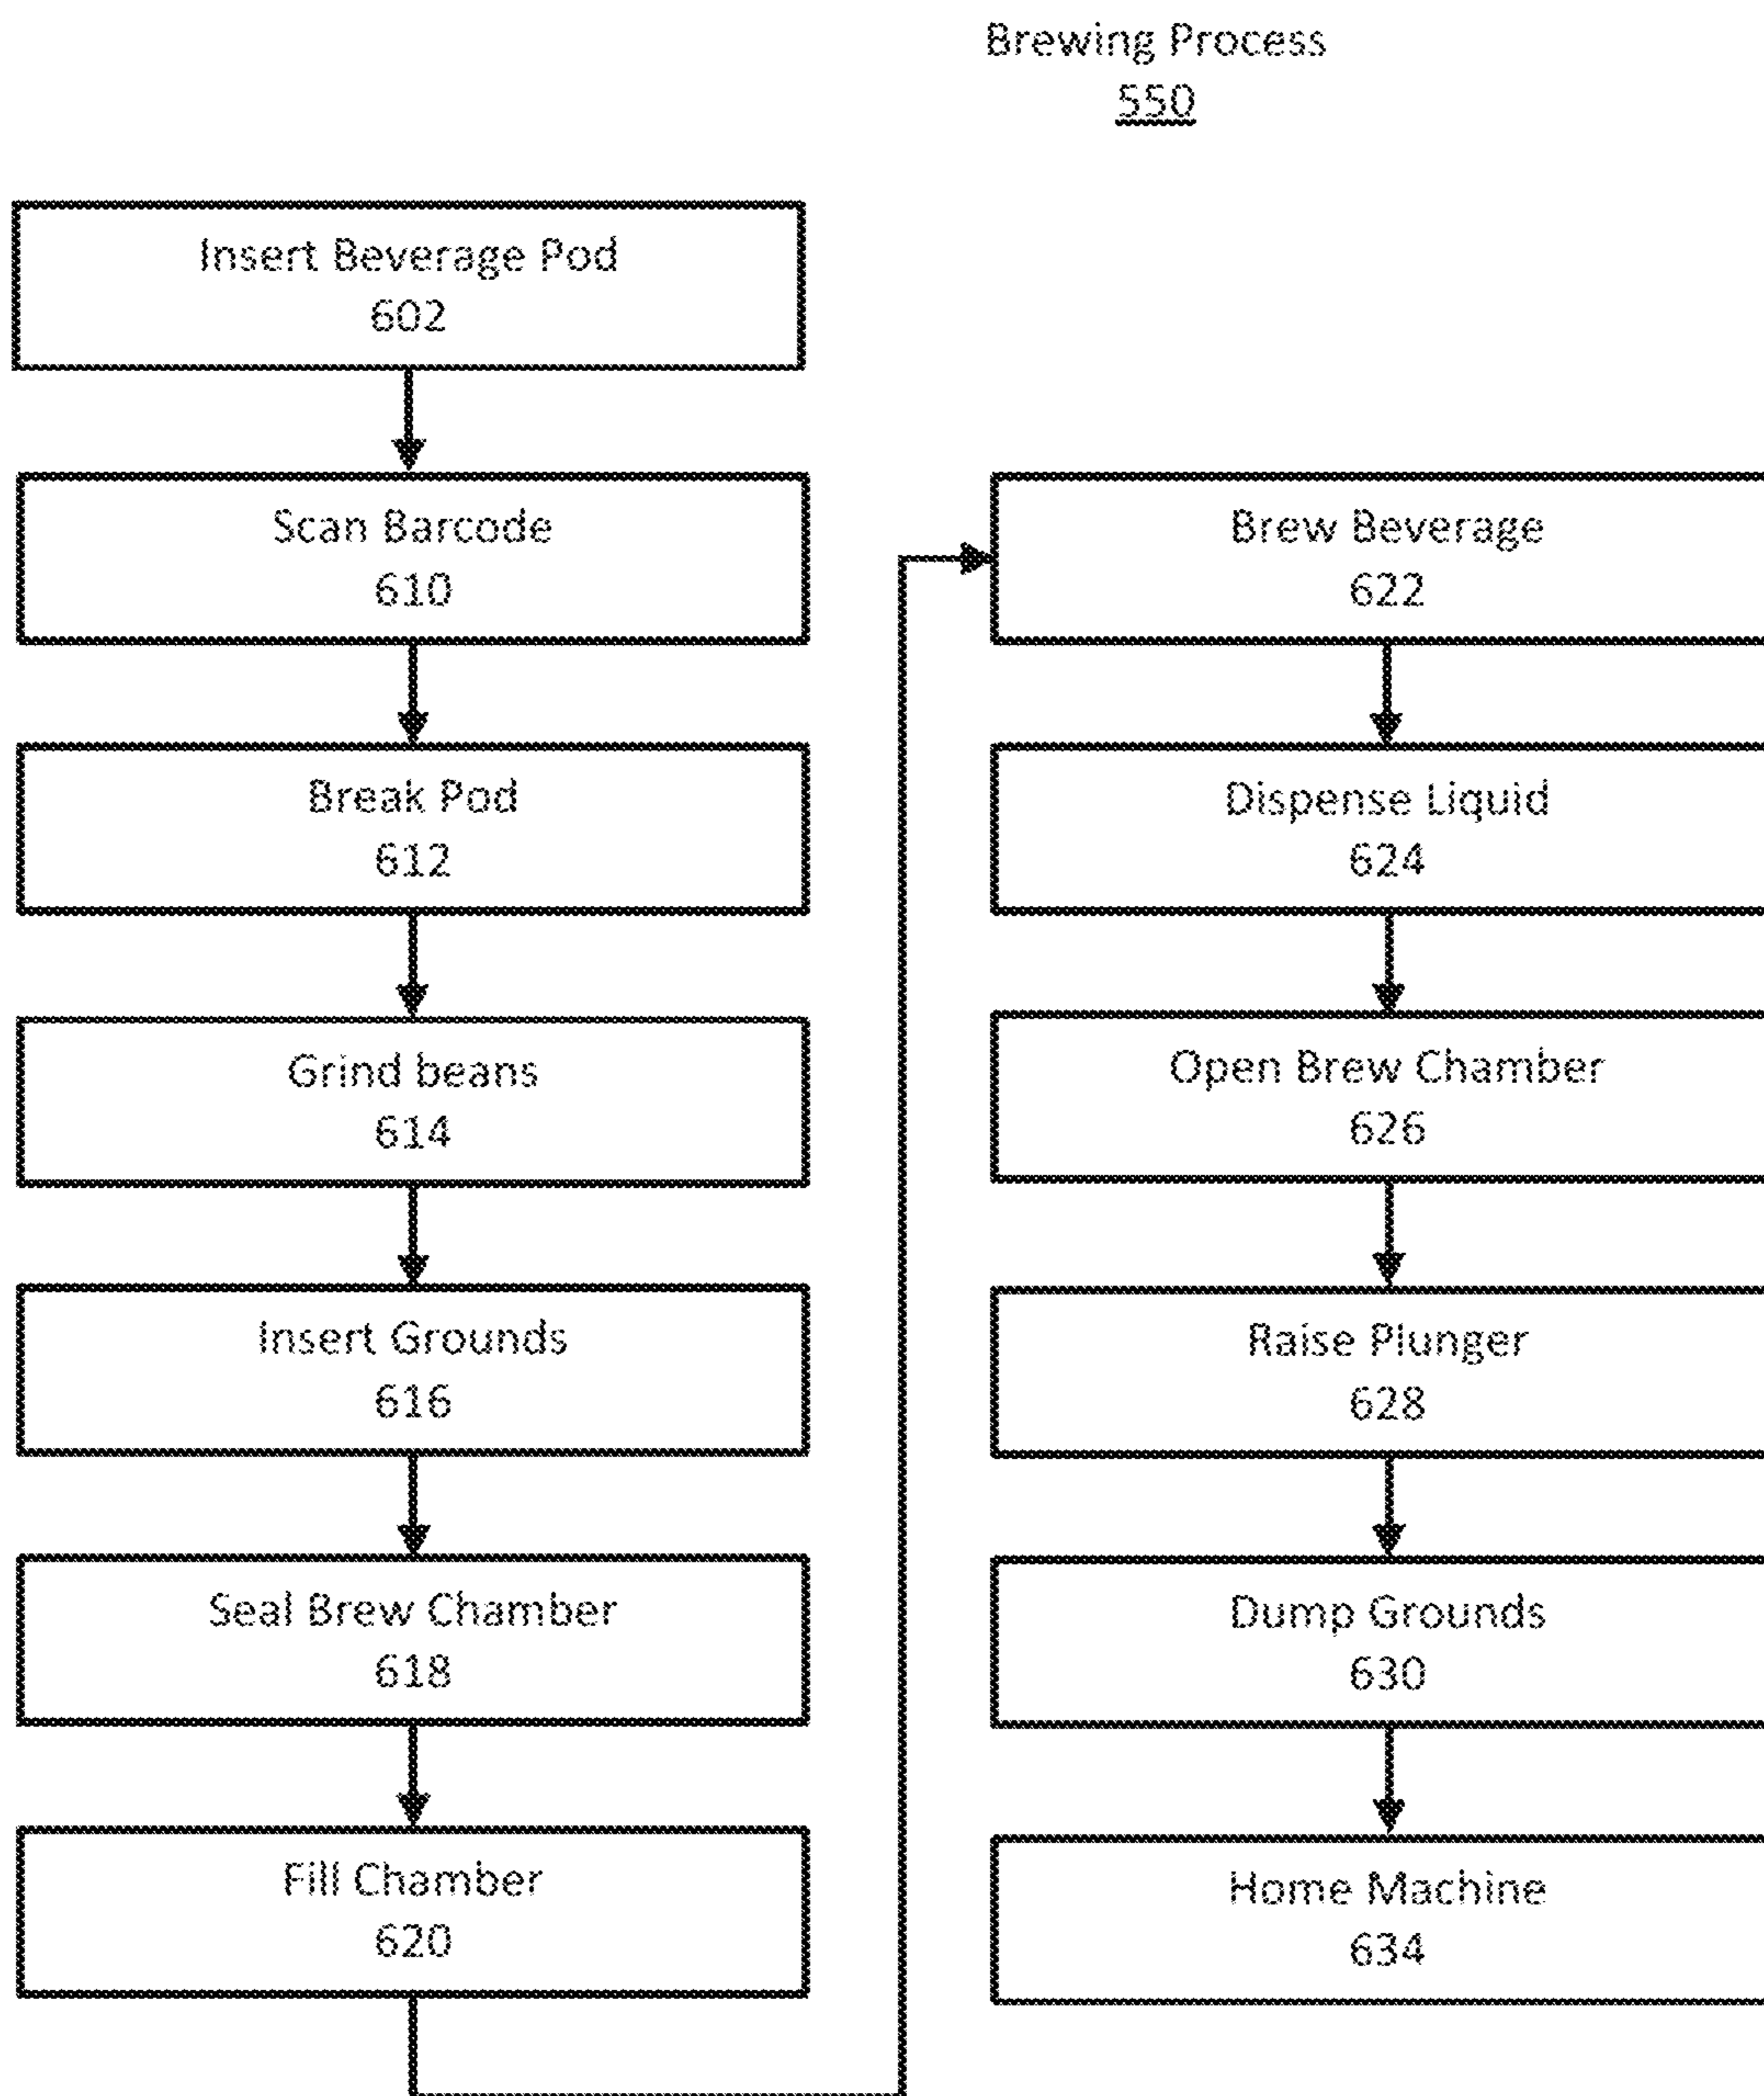 Brewing Process
550
Insert Beverage Pod
602
Scan Barcode
610
Break Pod
612
Grind beans
614
Insert Grounds
616
Seal Brew Chamber
618
Fill Chamber
620
Brew Beverage
622
Dispense Liquid
624
Open Brew Chamber
626
Raise Plunger
628
Dump Grounds
630
Home Machine
634